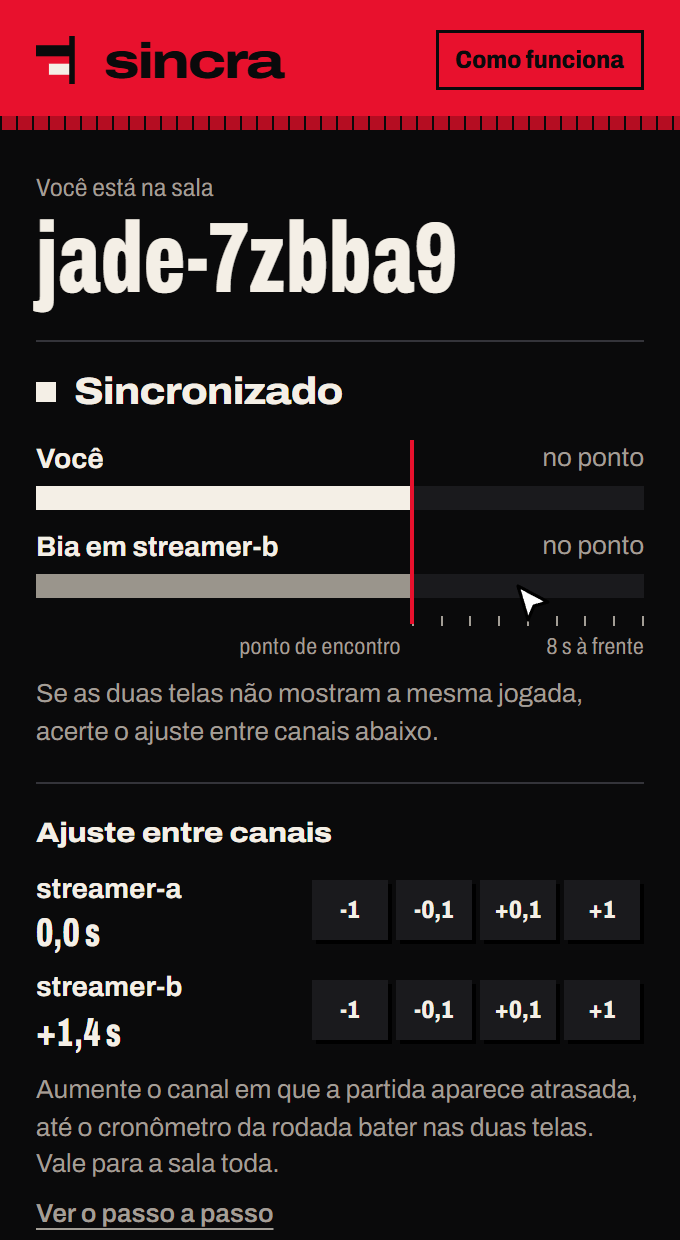 sincra
Como funciona
Você está na sala
jade-7zbba9
Sincronizado
Você
no ponto
Bia em streamer-b
no ponto
ponto de encontro
8 s à frente
Se as duas telas não mostram a mesma jogada,
acerte o ajuste entre canais abaixo.
Ajuste entre canais
streamer-a
0,0 s
-1
-0,1
+0,1
+1
streamer-b
+1,4 s
-1
-0,1
+0,1
+1
Aumente o canal em que a partida aparece atrasada,
até o cronômetro da rodada bater nas duas telas.
Vale para a sala toda.
Ver o passo a passo